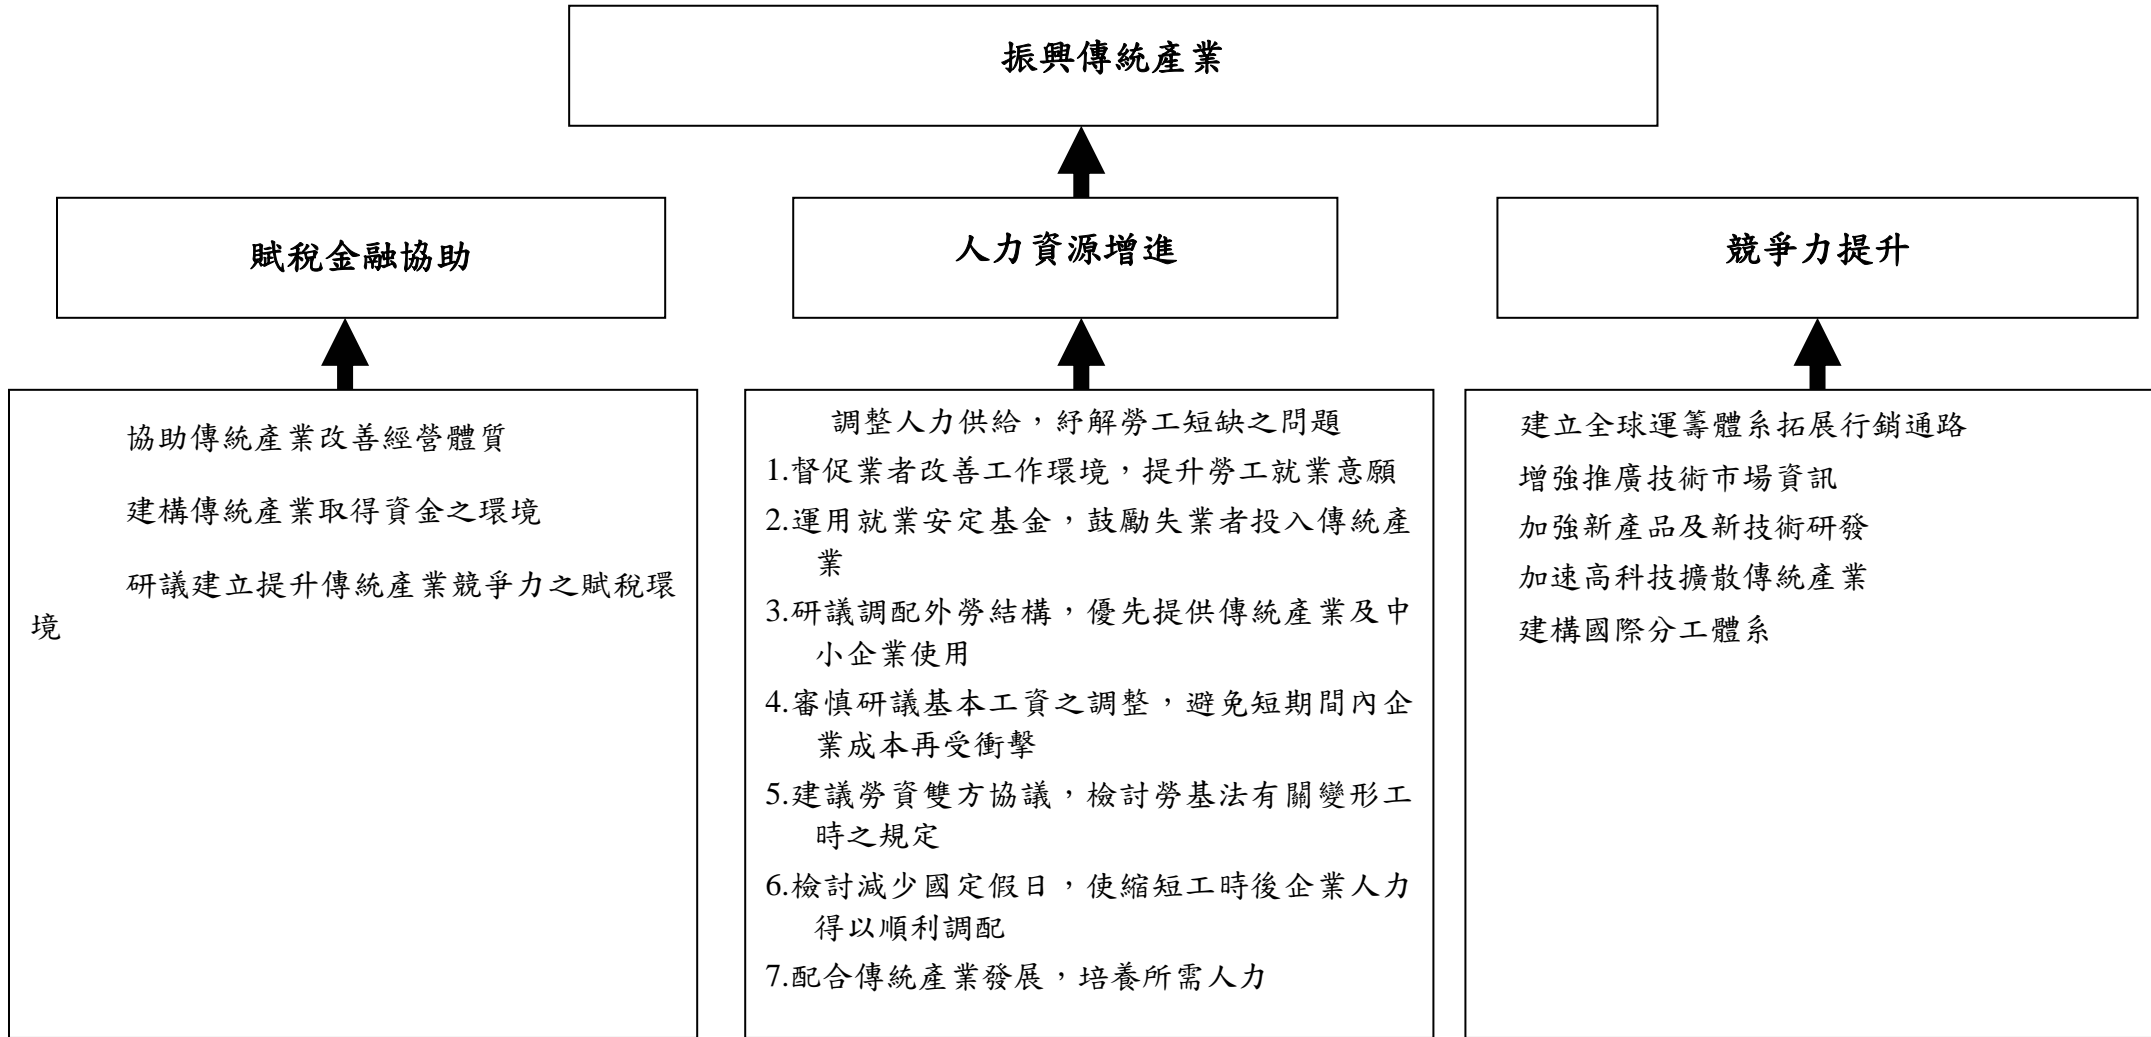 振興傳統產業
賦稅金融協助
人力資源增進
競爭力提升
協助傳統產業改善經營體質
建構傳統產業取得資金之環境
研議建立提升傳統產業競爭力之賦稅環
境
調整人力供給，紓解勞工短缺之問題
1.督促業者改善工作環境，提升勞工就業意願
2.運用就業安定基金，鼓勵失業者投入傳統產
業
3.研議調配外勞結構，優先提供傳統產業及中
小企業使用
4.審慎研議基本工資之調整，避免短期間內企
業成本再受衝擊
5.建議勞資雙方協議，檢討勞基法有關變形工
時之規定
6.檢討減少國定假日，使縮短工時後企業人力
得以順利調配
7.配合傳統產業發展，培養所需人力
建立全球運籌體系拓展行銷通路
增強推廣技術市場資訊
加強新產品及新技術研發
加速高科技擴散傳統產業
建構國際分工體系